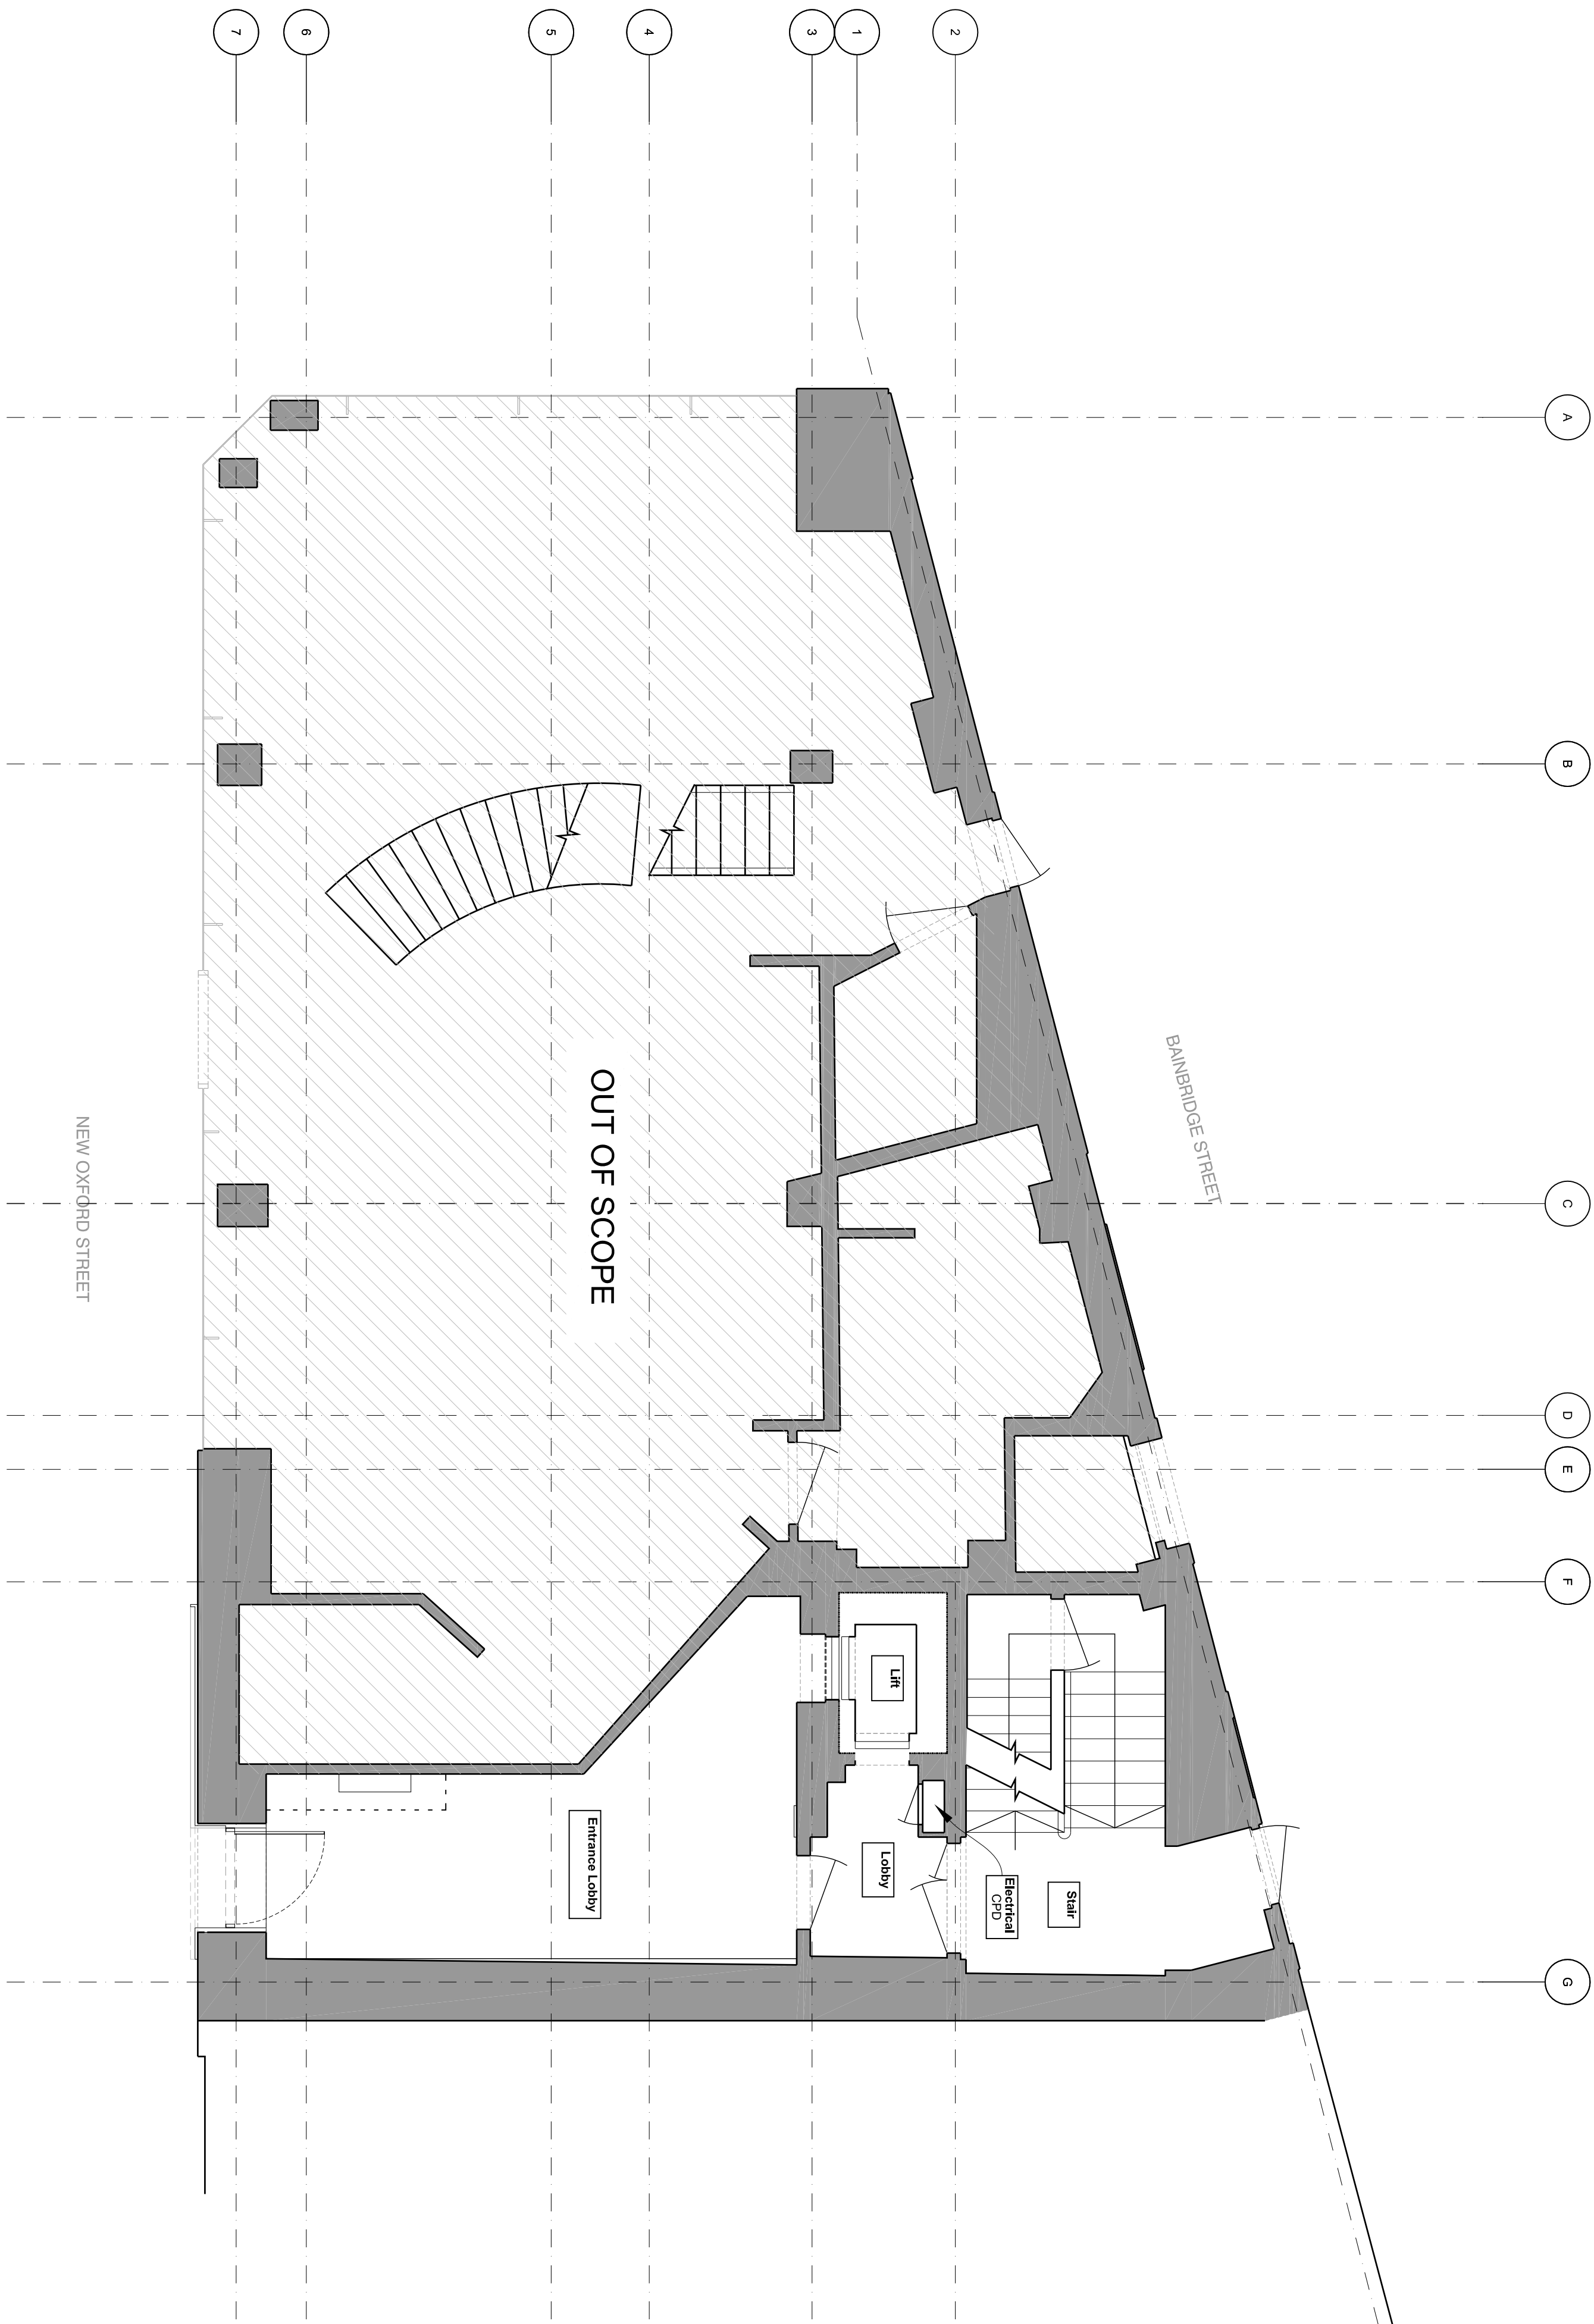 A
B
C
D
E
F
G
1
2
3
4
5
6
7
BAINBRIDGE STREET
OUT OF SCOPE
NEW OXFORD STREET
Lift
Stair
Electrical
CPD
Lobby
Entrance Lobby